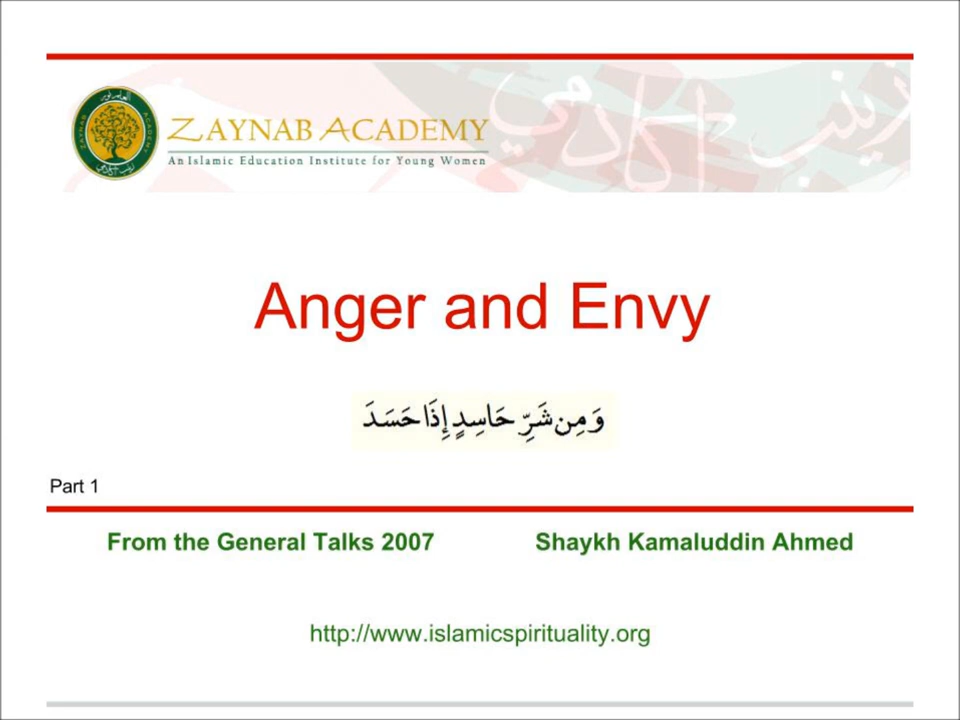 ZAYNAB ACADEMY
An Islamic Education Institute for Young Women
Anger and Envy
وَمِن شَرِّ حَاسِدٍ إِذَا حَسَدَ
Part 1
From the General Talks 2007 Shaykh Kamaluddin Ahmed
http://www.islamicspirituality.org